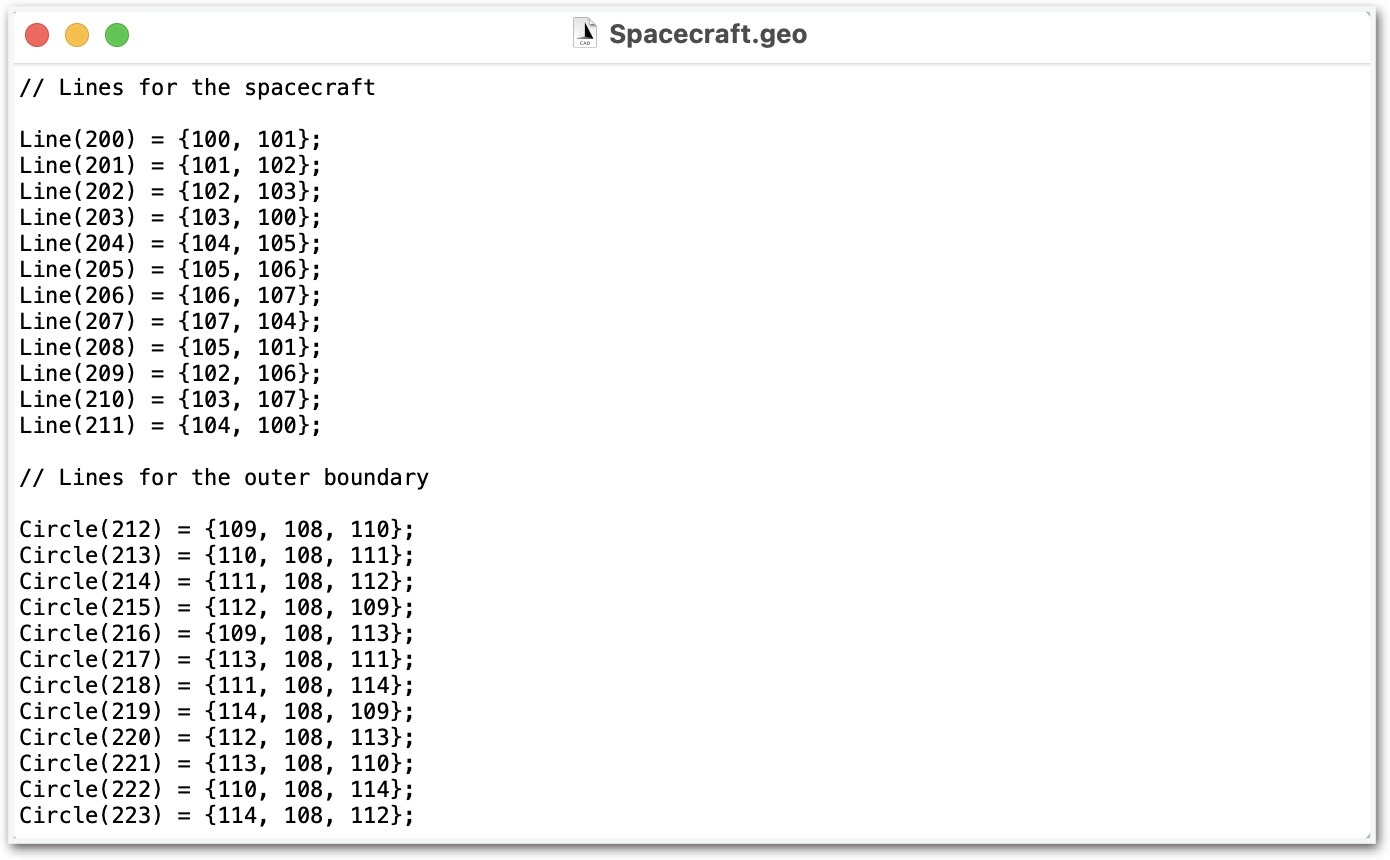 Spacecraft.geo
CAD
// Lines for the spacecraft
Line(200) = {100, 101};
Line(201) = {101, 102};
Line(202) = {102, 103};
Line(203) = {103, 100};
Line(204) = {104, 105};
Line(205) = {105, 106};
Line(206) = {106, 107};
Line(207) = {107, 104};
Line(208) = {105, 101};
Line(209) = {102, 106};
Line(210) = {103, 107};
Line(211) = {104, 100};
// Lines for the outer boundary
Circle(212) = {109, 108, 110};
Circle(213) = {110, 108, 111};
Circle(214) = {111, 108, 112};
Circle(215) = {112, 108, 109};
Circle(216) = {109, 108, 113};
Circle(217) = {113, 108, 111};
Circle(218) = {111, 108, 114};
Circle(219) = {114, 108, 109};
Circle(220) = {112, 108, 113};
Circle(221) = {113, 108, 110};
Circle(222) = {110, 108, 114};
Circle(223) = {114, 108, 112};